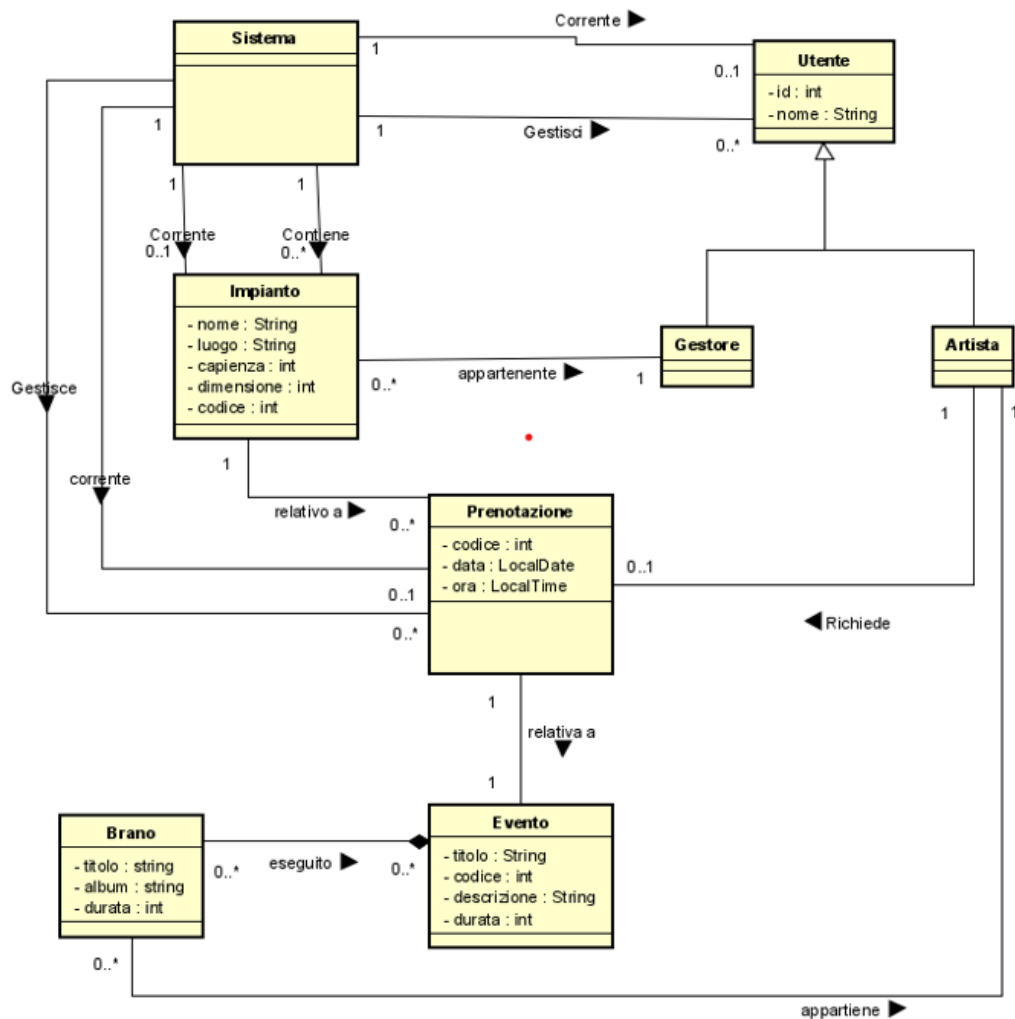 Corrente
Sistema
1
0..1
Utente
- id : int
- nome : String
1
1
Gestisci
0..*
1
1
Corrente
0..1
Contiene
0..*
Impianto
- nome : String
- luogo : String
- capienza : int
- dimensione : int
- codice : int
Gestore
Artista
appartenente
0..*
1
Gestisce
1
1
1
corrente
relativo a
0..*
Prenotazione
- codice : int
- data : LocalDate
- ora : LocalTime
0..1
0..1
0..*
Richiede
1
relativa a
1
Brano
- titolo : string
- album : string
- durata : int
Evento
- titolo : String
- codice : int
- descrizione : String
- durata : int
0..*
eseguito
0..*
0..*
appartiene